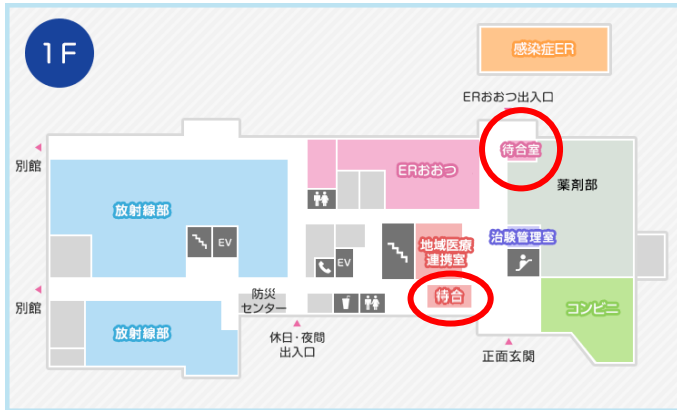 1F
感染症ER
ERおおつ出入口
待合室
別館
ERおおつ
薬剤部
放射線部
EV
地域医療
連携室
治験管理室
EV
待合
別館
防災
センター
コンビニ
放射線部
休日・夜間
出入口
正面玄関